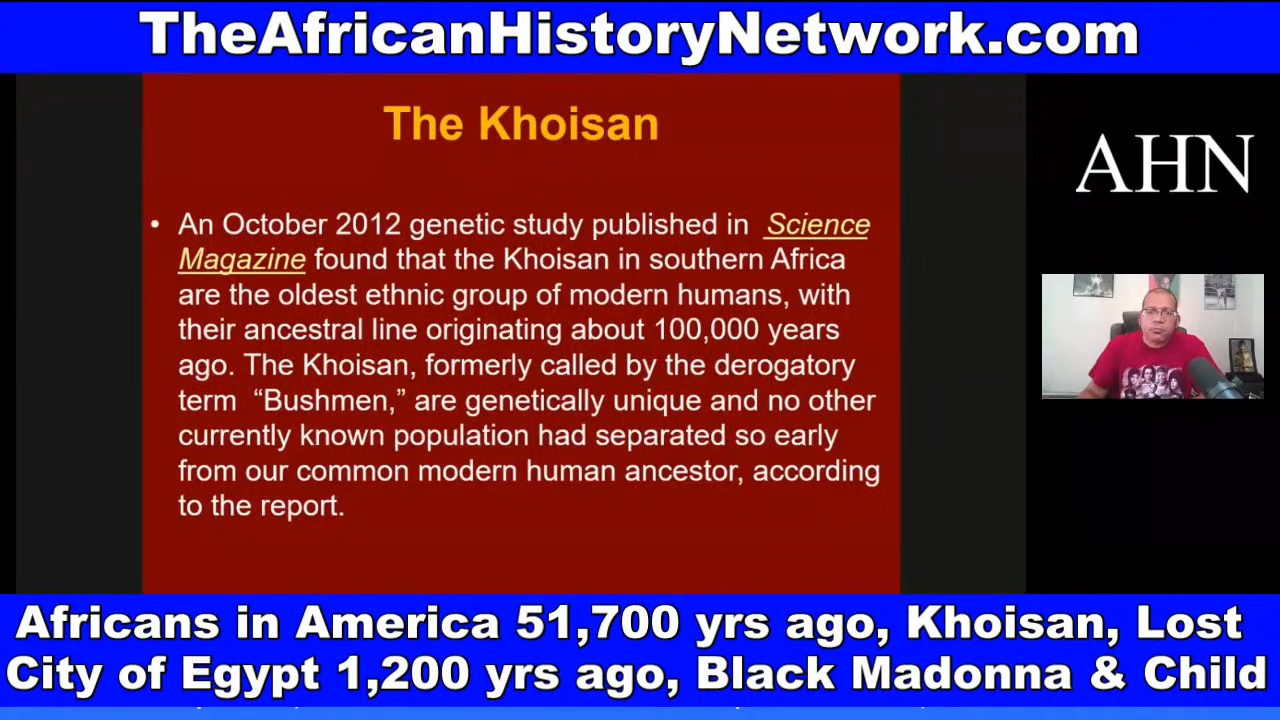 TheAfricanHistoryNetwork.com
The Khoisan
• An October 2012 genetic study published in Science
Magazine found that the Khoisan in southern Africa
are the oldest ethnic group of modern humans, with
their ancestral line originating about 100,000 years
ago. The Khoisan, formerly called by the derogatory
term “Bushmen,” are genetically unique and no other
currently known population had separated so early
from our common modern human ancestor, according
to the report.
AHN
Africans in America 51,700 yrs ago, Khoisan, Lost
City of Egypt 1,200 yrs ago, Black Madonna & Child